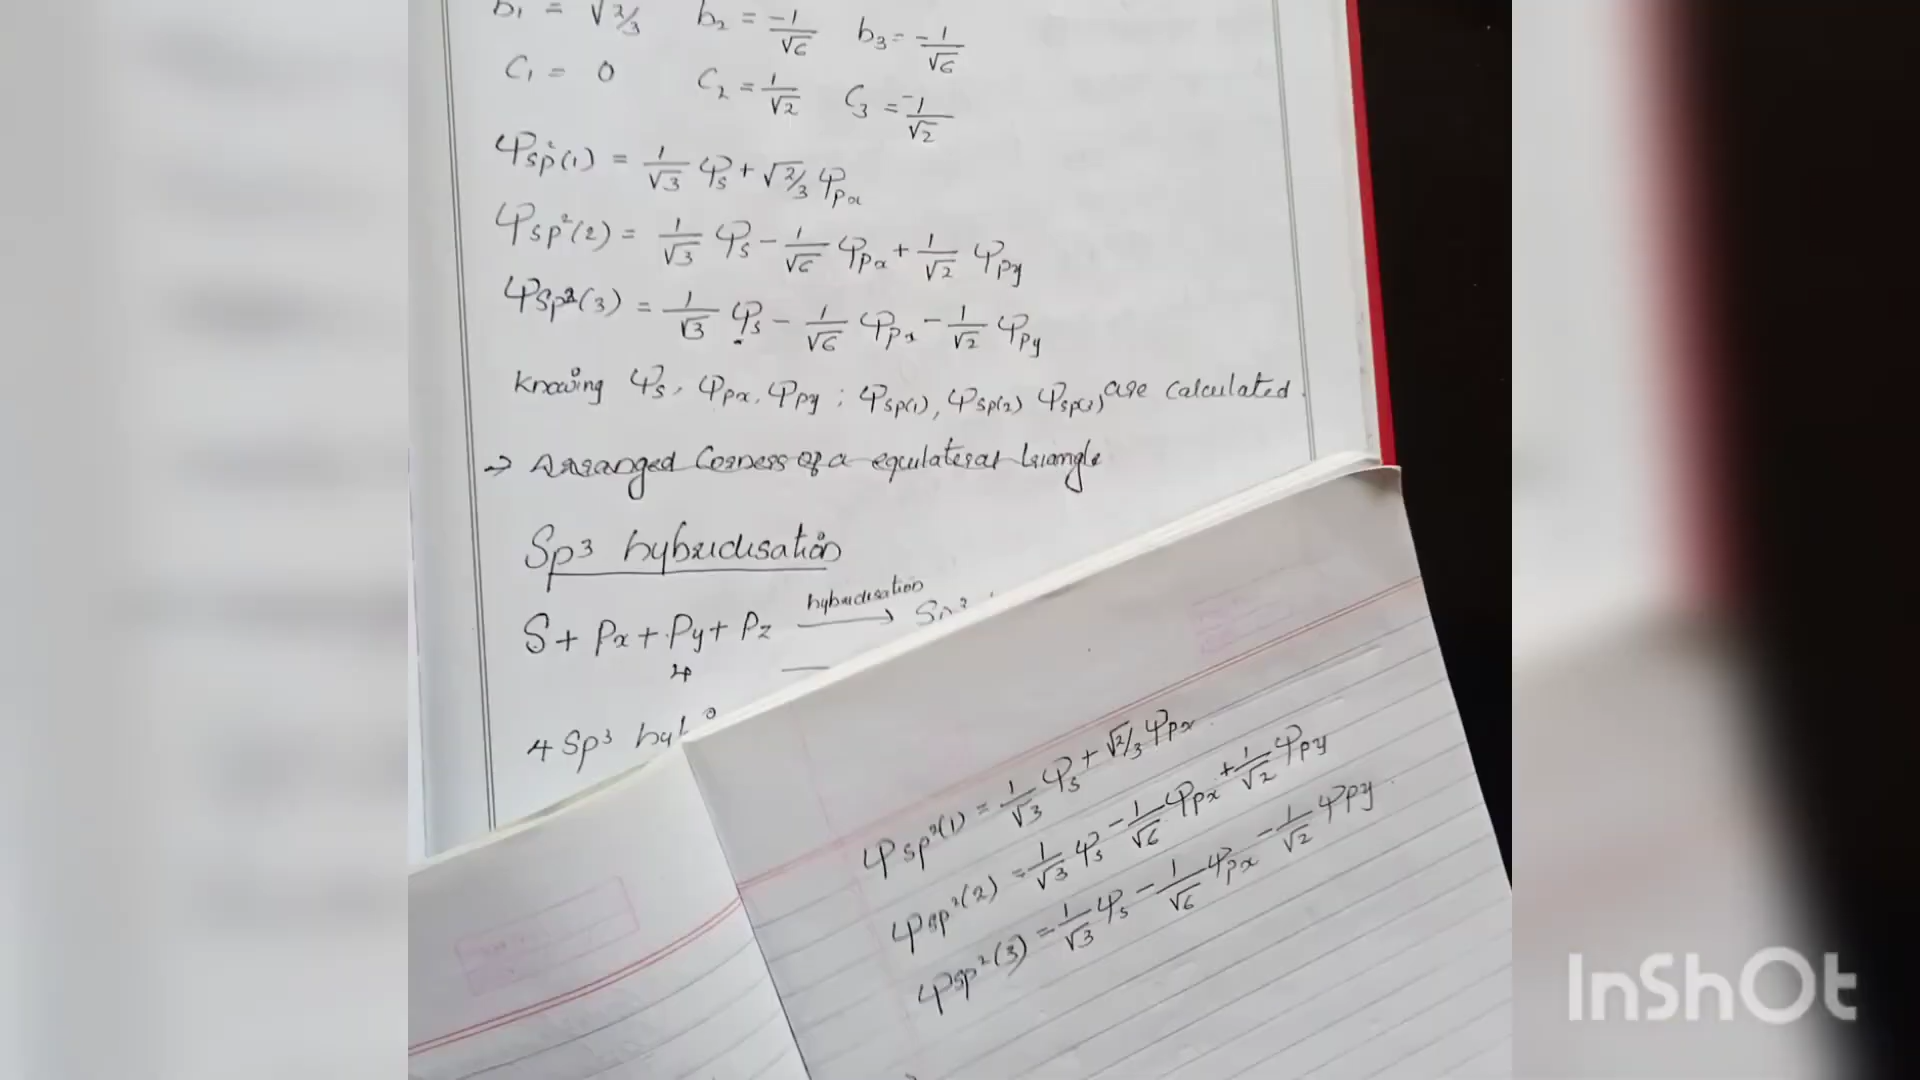 b₁ = √2/3 b₂ = -1/√6 b₃ = -1/√6
C₁ = 0 C₂ = 1/√2 C₃ = -1/√2
Ψsp²(1) = 1/√3 Ψs + √2/3 Ψpx
Ψsp²(2) = 1/√3 Ψs - 1/√6 Ψpx + 1/√2 Ψpy
Ψsp²(3) = 1/√3 Ψs - 1/√6 Ψpx - 1/√2 Ψpy
Knowing Ψs, Ψpx, Ψpy ; Ψsp(1), Ψsp(2) Ψsp(3) are calculated.
→ Arranged Corners of a equilateral triangle
Sp³ hybridisation
S + Px + Py + Pz hybridisation →
4 Sp³
Ψsp²(1) = 1/√3 Ψs + √2/3 Ψpx
Ψsp²(2) = 1/√3 Ψs - 1/√6 Ψpx + 1/√2 Ψpy
Ψsp²(3) = 1/√3 Ψs - 1/√6 Ψpx - 1/√2 Ψpy
InShOt